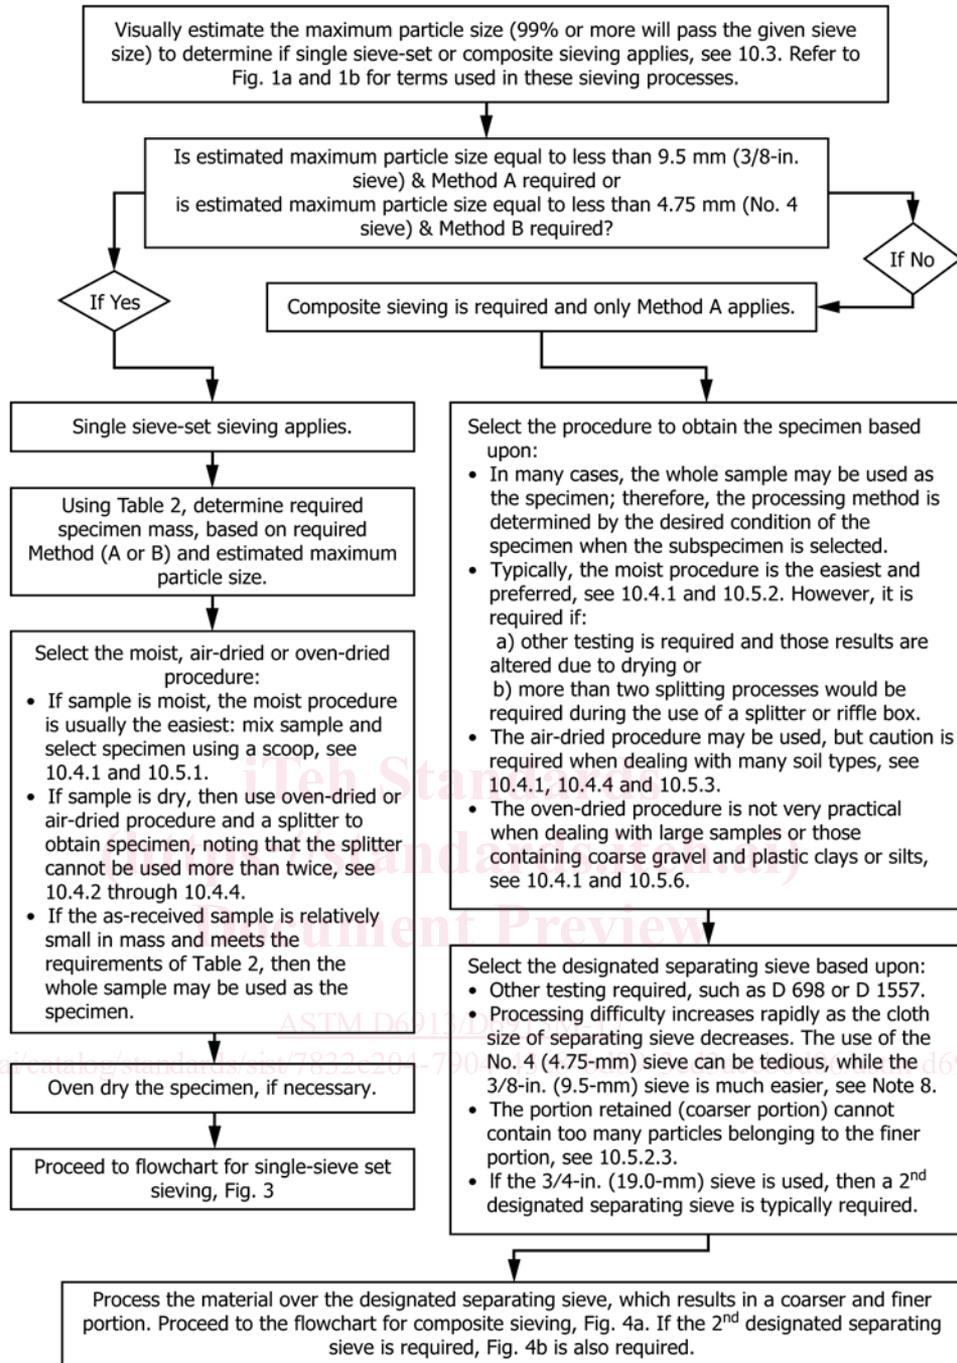 Visually estimate the maximum particle size (99% or more will pass the given sieve
size) to determine if single sieve-set or composite sieving applies, see 10.3. Refer to
Fig. 1a and 1b for terms used in these sieving processes.
Is estimated maximum particle size equal to less than 9.5 mm (3/8-in.
sieve) & Method A required or
is estimated maximum particle size equal to less than 4.75 mm (No. 4
sieve) & Method B required?
If Yes
If No
Composite sieving is required and only Method A applies.
Single sieve-set sieving applies.
Using Table 2, determine required
specimen mass, based on required
Method (A or B) and estimated maximum
particle size.
Select the moist, air-dried or oven-dried
procedure:
• If sample is moist, the moist procedure
is usually the easiest: mix sample and
select specimen using a scoop, see
10.4.1 and 10.5.1.
• If sample is dry, then use oven-dried or
air-dried procedure and a splitter to
obtain specimen, noting that the splitter
cannot be used more than twice, see
10.4.2 through 10.4.4.
• If the as-received sample is relatively
small in mass and meets the
requirements of Table 2, then the
whole sample may be used as the
specimen.
Oven dry the specimen, if necessary.
Proceed to flowchart for single-sieve set
sieving, Fig. 3
Select the procedure to obtain the specimen based
upon:
• In many cases, the whole sample may be used as
the specimen; therefore, the processing method is
determined by the desired condition of the
specimen when the subspecimen is selected.
• Typically, the moist procedure is the easiest and
preferred, see 10.4.1 and 10.5.2. However, it is
required if:
a) other testing is required and those results are
altered due to drying or
b) more than two splitting processes would be
required during the use of a splitter or riffle box.
• The air-dried procedure may be used, but caution is
required when dealing with many soil types, see
10.4.1, 10.4.4 and 10.5.3.
• The oven-dried procedure is not very practical
when dealing with large samples or those
containing coarse gravel and plastic clays or silts,
see 10.4.1 and 10.5.6.
Select the designated separating sieve based upon:
• Other testing required, such as D 698 or D 1557.
• Processing difficulty increases rapidly as the cloth
size of separating sieve decreases. The use of the
No. 4 (4.75-mm) sieve can be tedious, while the
3/8-in. (9.5-mm) sieve is much easier, see Note 8.
• The portion retained (coarser portion) cannot
contain too many particles belonging to the finer
portion, see 10.5.2.3.
• If the 3/4-in. (19.0-mm) sieve is used, then a 2nd
designated separating sieve is typically required.
Process the material over the designated separating sieve, which results in a coarser and finer
portion. Proceed to the flowchart for composite sieving, Fig. 4a. If the 2nd designated separating
sieve is required, Fig. 4b is also required.
iTeh Standards
(https://standards.iteh.ai)
Document Preview
ASTM D6913/D6913M-17
ai/catalog/standards/sist/7832c204-790